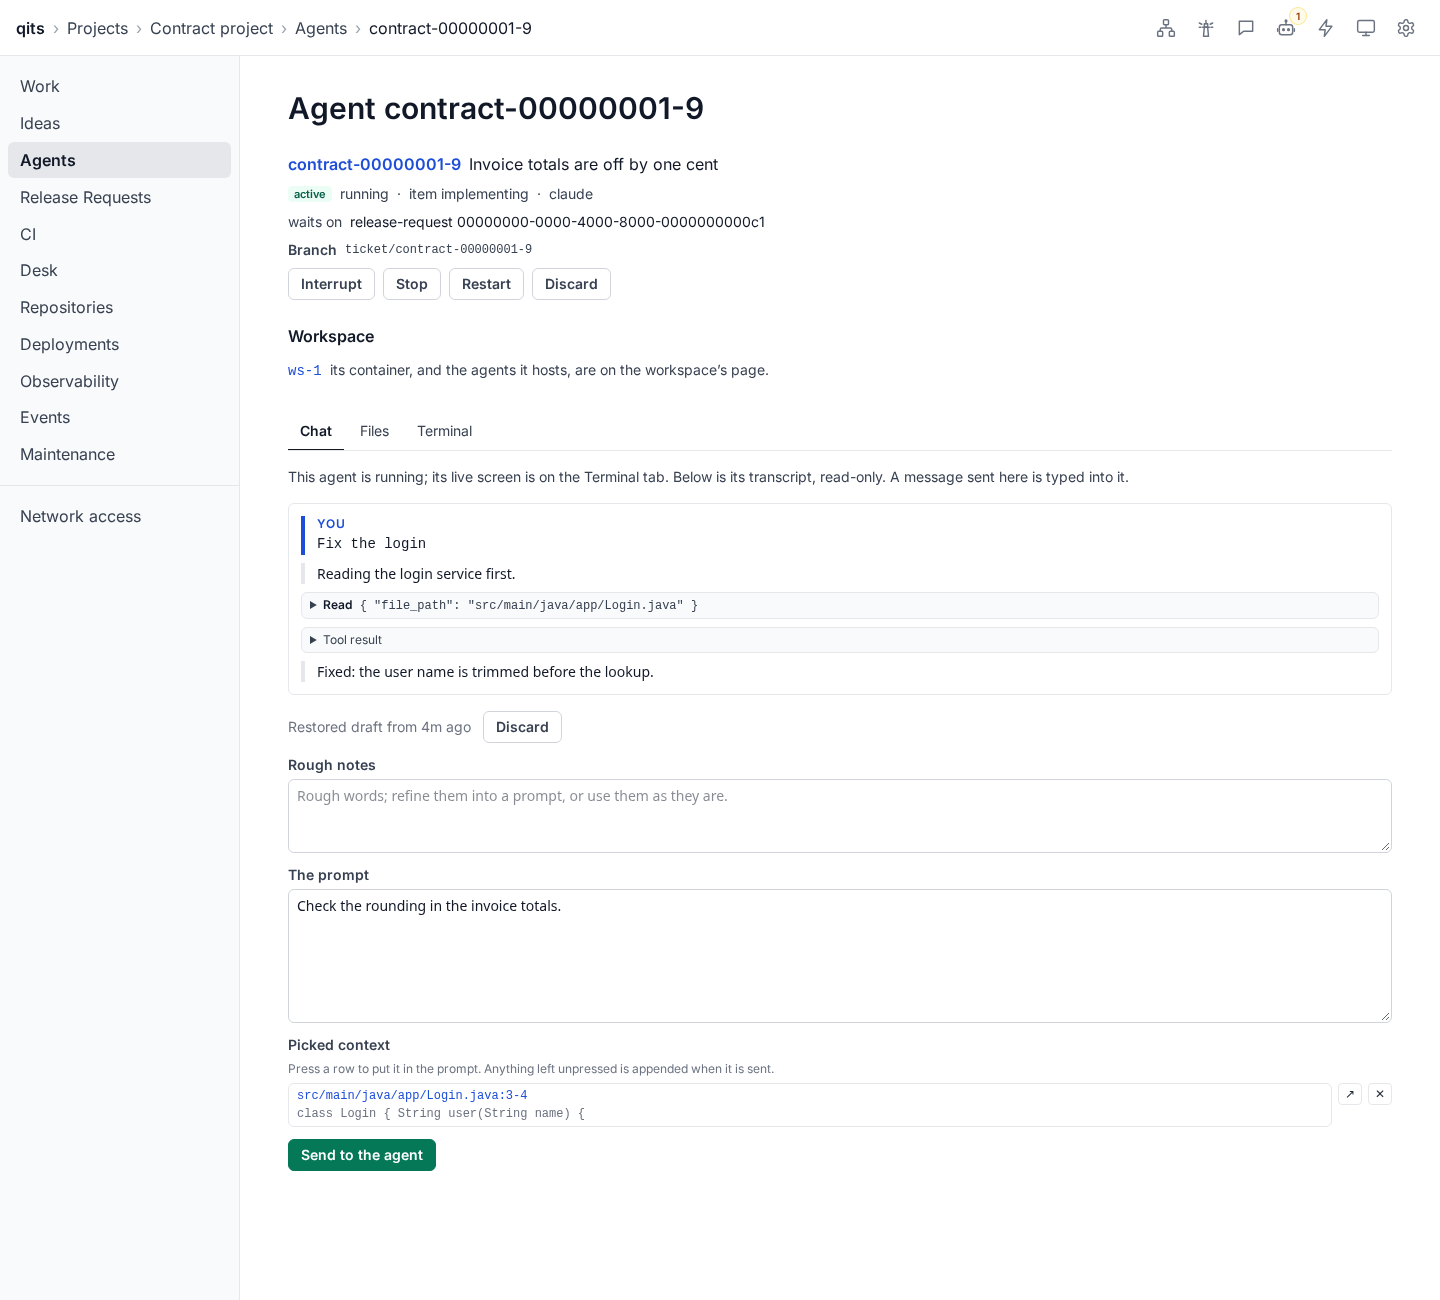 qits › Projects › Contract project › Agents › contract-00000001-9
1
Work
Ideas
Agents
Release Requests
CI
Desk
Repositories
Deployments
Observability
Events
Maintenance
Network access
Agent contract-00000001-9
contract-00000001-9 Invoice totals are off by one cent
active running · item implementing · claude
waits on release-request 00000000-0000-4000-8000-0000000000c1
Branch ticket/contract-00000001-9
Interrupt Stop Restart Discard
Workspace
ws-1 its container, and the agents it hosts, are on the workspace’s page.
Chat Files Terminal
This agent is running; its live screen is on the Terminal tab. Below is its transcript, read-only. A message sent here is typed into it.
YOU
Fix the login
Reading the login service first.
Read { "file_path": "src/main/java/app/Login.java" }
Tool result
Fixed: the user name is trimmed before the lookup.
Restored draft from 4m ago Discard
Rough notes
Rough words; refine them into a prompt, or use them as they are.
The prompt
Check the rounding in the invoice totals.
Picked context
Press a row to put it in the prompt. Anything left unpressed is appended when it is sent.
src/main/java/app/Login.java:3-4
class Login { String user(String name) {
Send to the agent